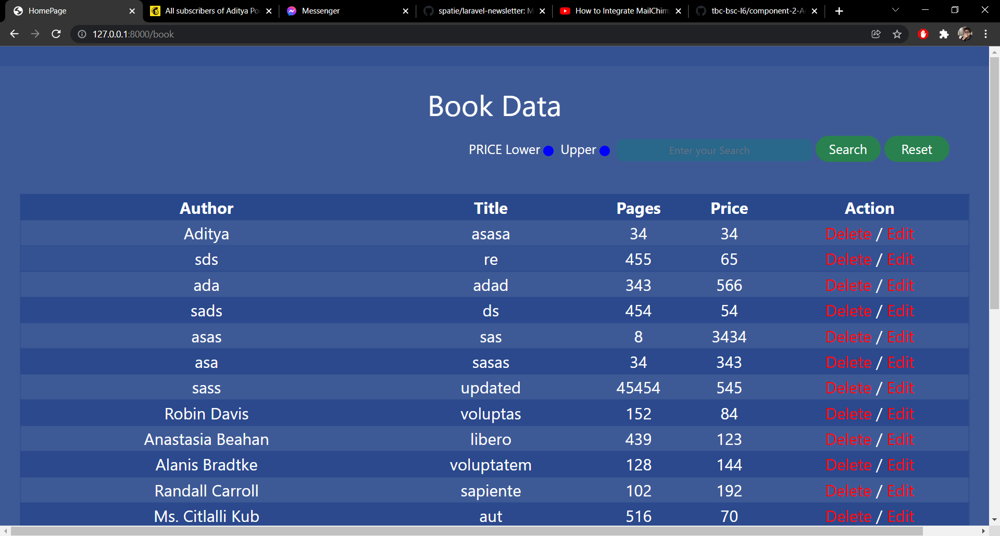 HomePage
All subscribers of Aditya Po
Messenger
spatie/laravel-newsletter: M
How to Integrate MailChim
tbc-bsc-l6/component-2-A
127.0.0.1:8000/book
Book Data
PRICE Lower Upper Enter your Search Search Reset
Author Title Pages Price Action
Aditya asasa 34 34 Delete / Edit
sds re 455 65 Delete / Edit
ada adad 343 566 Delete / Edit
sads ds 454 54 Delete / Edit
asas sas 8 3434 Delete / Edit
asa sasas 34 343 Delete / Edit
sass updated 45454 545 Delete / Edit
Robin Davis voluptas 152 84 Delete / Edit
Anastasia Beahan libero 439 123 Delete / Edit
Alanis Bradtke voluptatem 128 144 Delete / Edit
Randall Carroll sapiente 102 192 Delete / Edit
Ms. Citlalli Kub aut 516 70 Delete / Edit